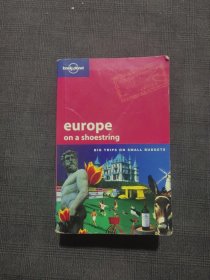 lonely planet
europe
on a shoestring
BIG TRIPS ON SMALL BUDGETS